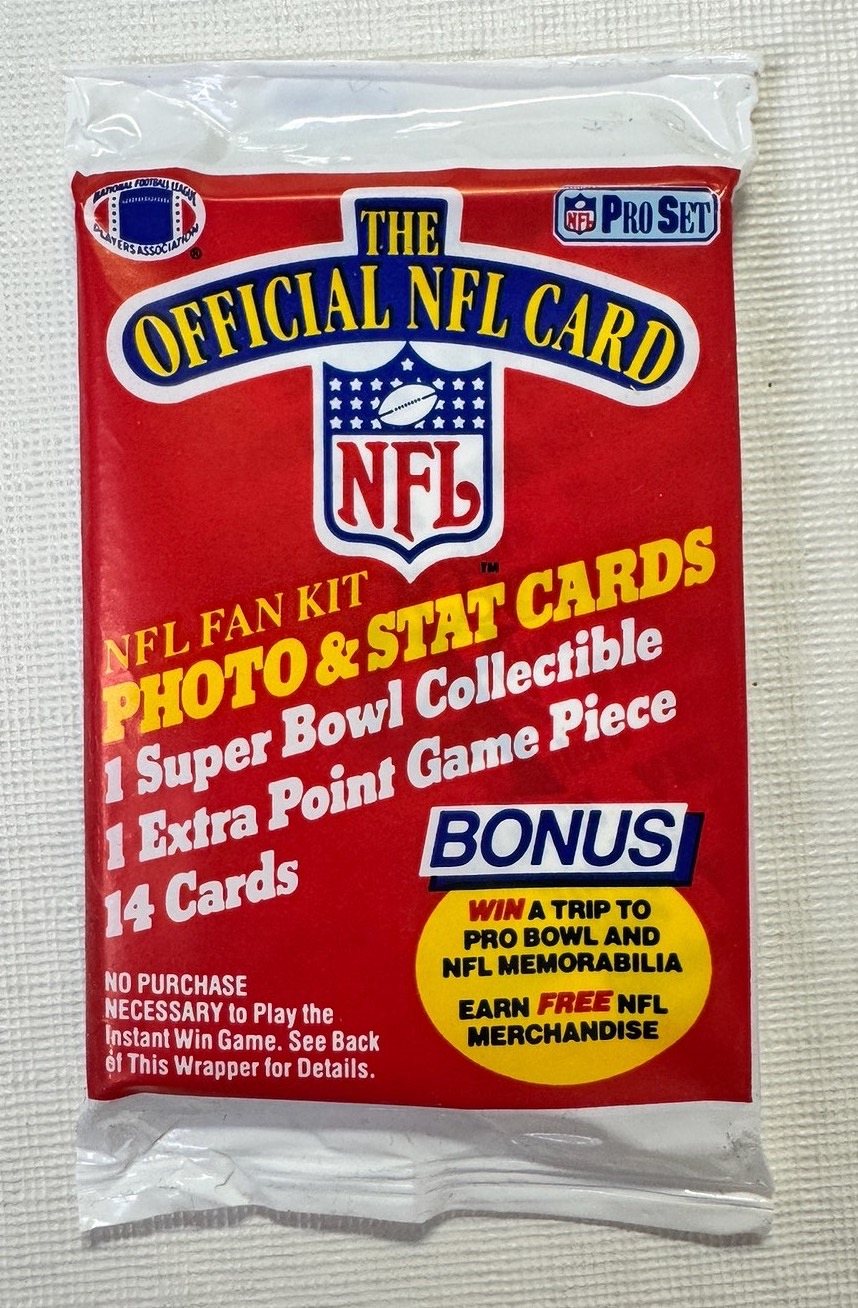 NATIONAL FOOTBALL LEAGUE
PLAYERS ASSOCIATION
®
NFL PRO SET
THE
OFFICIAL NFL CARD
NFL
TM
NFL FAN KIT
PHOTO & STAT CARDS
1 Super Bowl Collectible
1 Extra Point Game Piece
14 Cards
BONUS
WIN A TRIP TO
PRO BOWL AND
NFL MEMORABILIA
EARN FREE NFL
MERCHANDISE
NO PURCHASE
NECESSARY to Play the
Instant Win Game. See Back
of This Wrapper for Details.